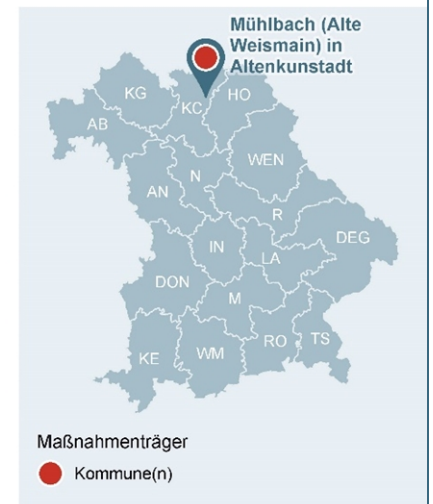 Mühlbach (Alte
Weismain) in
Altenkunstadt
KG
KC
HO
AB
WEN
N
AN
R
DEG
IN
LA
DON
M
RO
TS
KE
WM
Maßnahmenträger
Kommune(n)